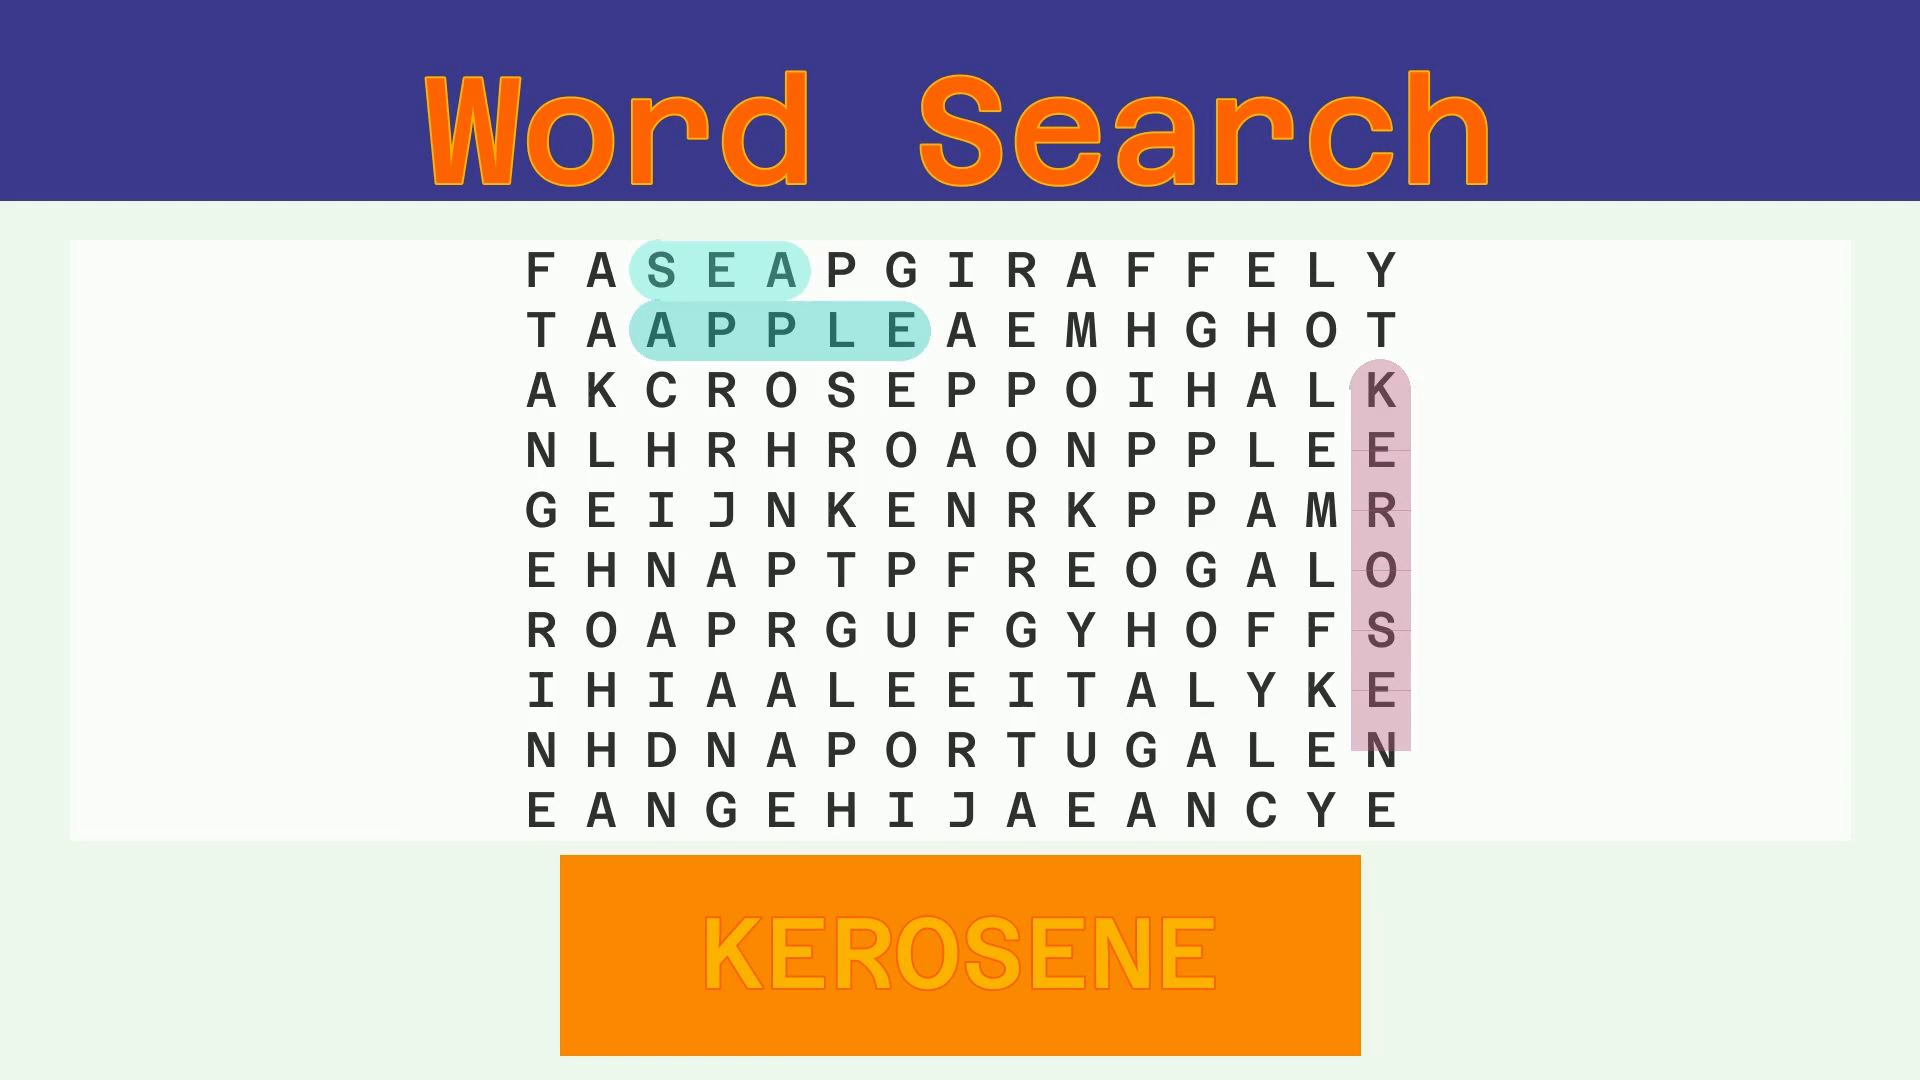 Word Search
F A S E A P G I R A F F E L Y
T A A P P L E A E M H G H O T
A K C R O S E P P O I H A L K
N L H R H R O A O N P P L E E
G E I J N K E N R K P P A M R
E H N A P T P F R E O G A L O
R O A P R G U F G Y H O F F S
I H I A A L E E I T A L Y K E
N H D N A P O R T U G A L E N
E A N G E H I J A E A N C Y E
KEROSENE